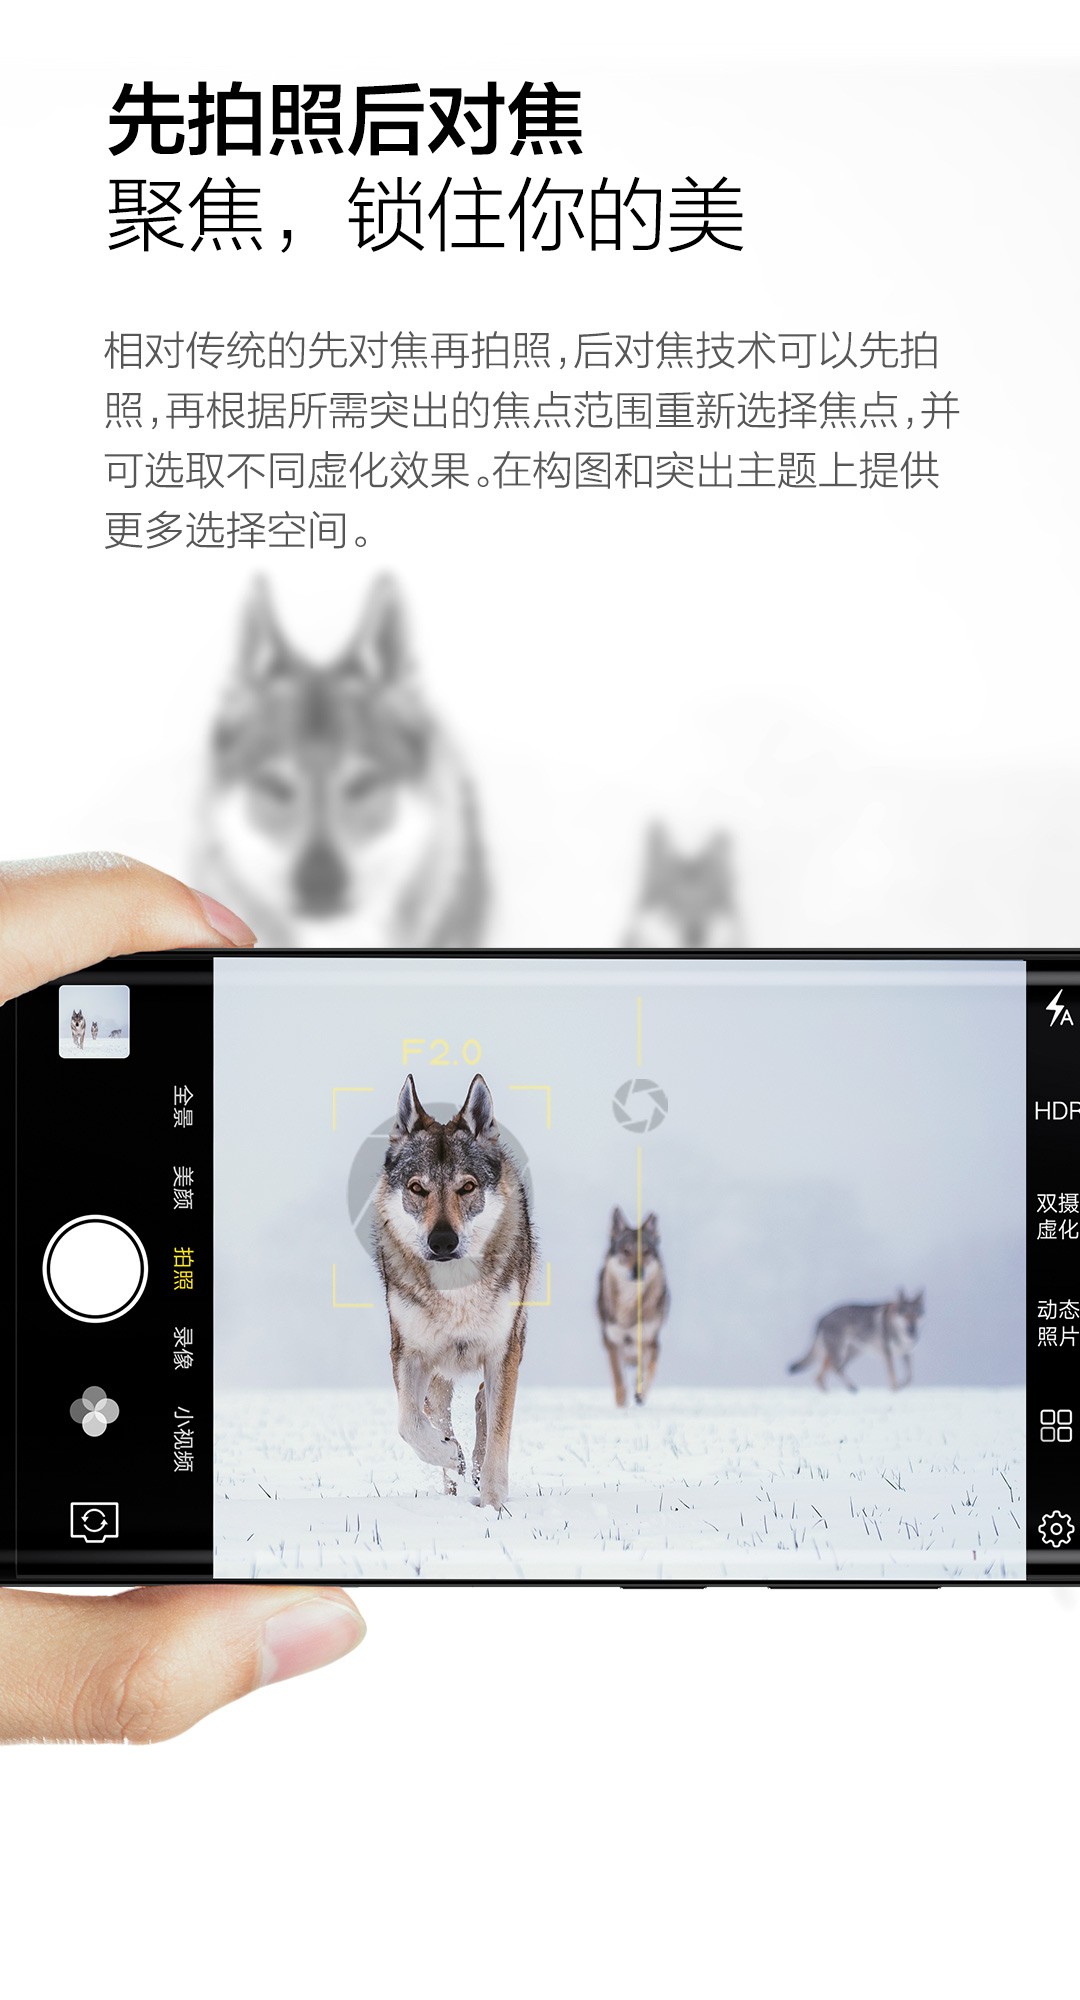 先拍照后对焦
聚焦，锁住你的美
相对传统的先对焦再拍照,后对焦技术可以先拍
照,再根据所需突出的焦点范围重新选择焦点,并
可选取不同虚化效果。在构图和突出主题上提供
更多选择空间。
F2.0
全景
美颜
拍照
录像
小视频
A
HDR
双摄
虚化
动态
照片